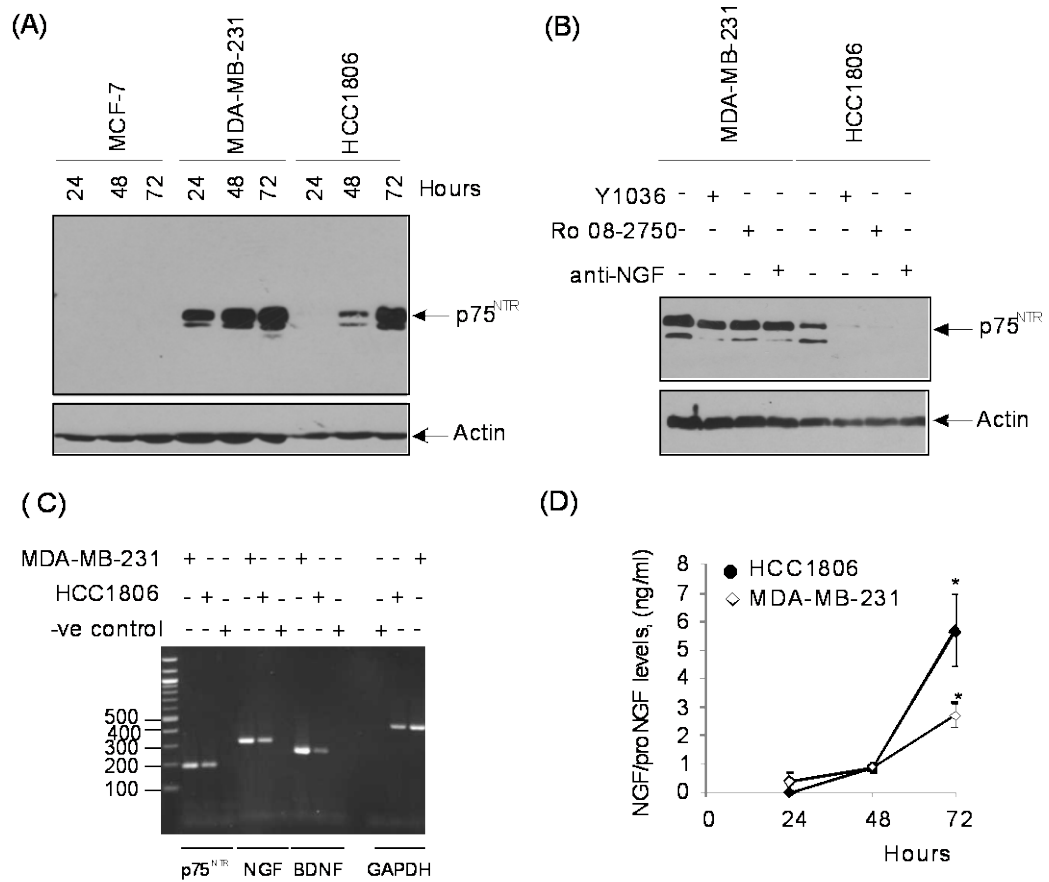 (A)
MCF-7
MDA-MB-231
HCC1806
24 48 72 24 48 72 24 48 72 Hours
p75NTR
Actin
(B)
MDA-MB-231
HCC1806
Y1036 - + - - - + - -
Ro 08-2750 - - + - - - + -
anti-NGF - - - + - - - +
p75NTR
Actin
( C)
MDA-MB-231 + - - + - - + - - - - +
HCC1806 - + - - + - - + - - + -
-ve control - - + - - + - - + + - -
500
400
300
200
100
p75NTR NGF BDNF GAPDH
(D)
NGF/proNGF levels, (ng/ml)
8
7
6
5
4
3
2
1
0
HCC1806
MDA-MB-231
*
*
0 24 48 72
Hours